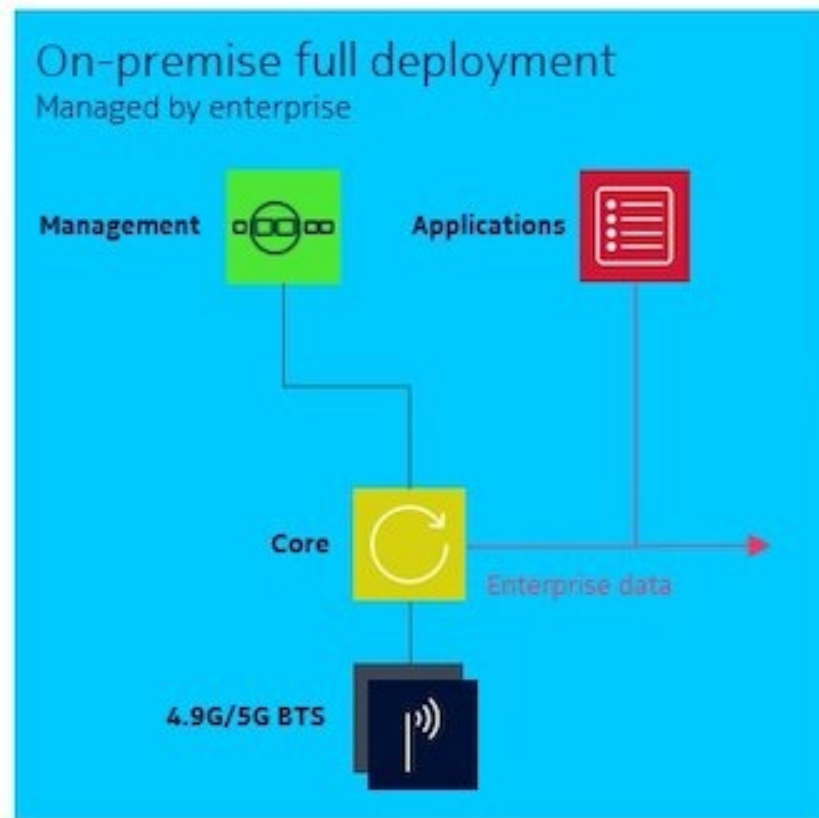 On-premise full deployment
Managed by enterprise
Management
Applications
Core
Enterprise data
4.9G/5G BTS